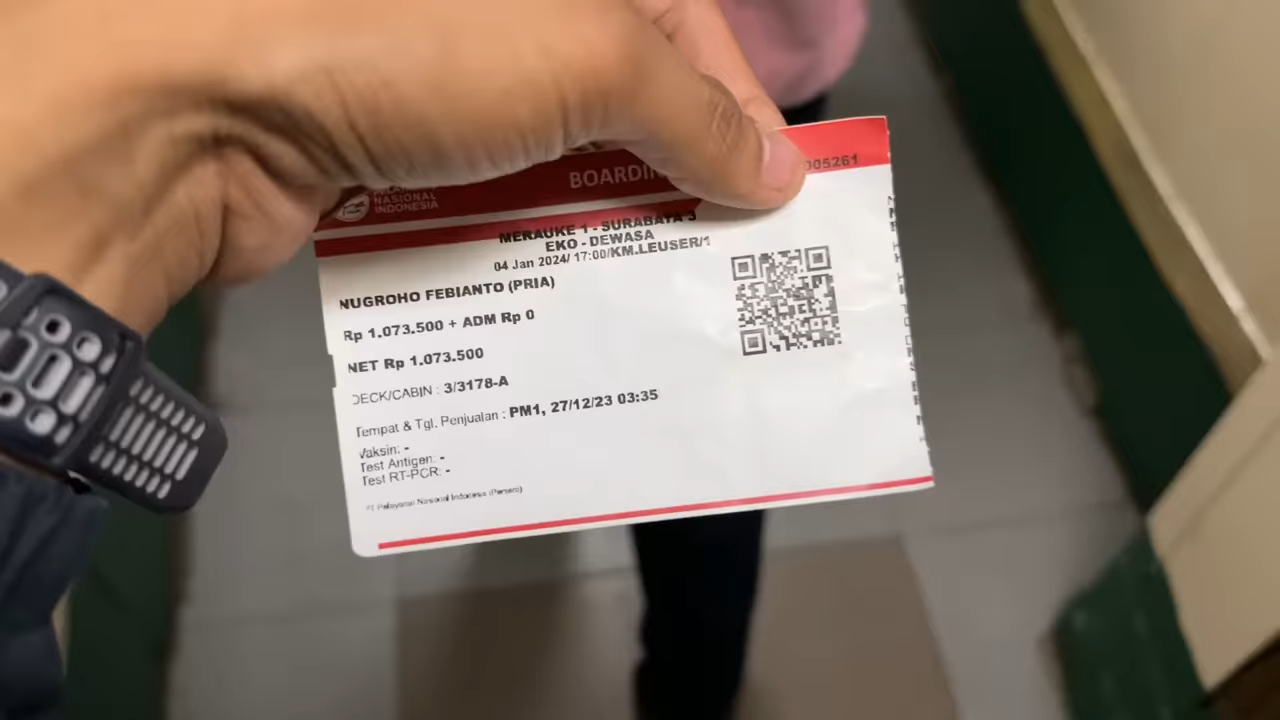 NASIONAL
INDONESIA
005261
MERAUKE 1 - SURABAYA 3
EKO - DEWASA
04 Jan 2024/ 17:00/KM.LEUSER/1
NUGROHO FEBIANTO (PRIA)
Rp 1.073.500 + ADM Rp 0
NET Rp 1.073.500
DECK/CABIN : 3/3178-A
Tempat & Tgl. Penjualan : PM1, 27/12/23 03:35
Vaksin: -
Test Antigen: -
Test RT-PCR: -
PT. Pelayaran Nasional Indonesia (Persero)